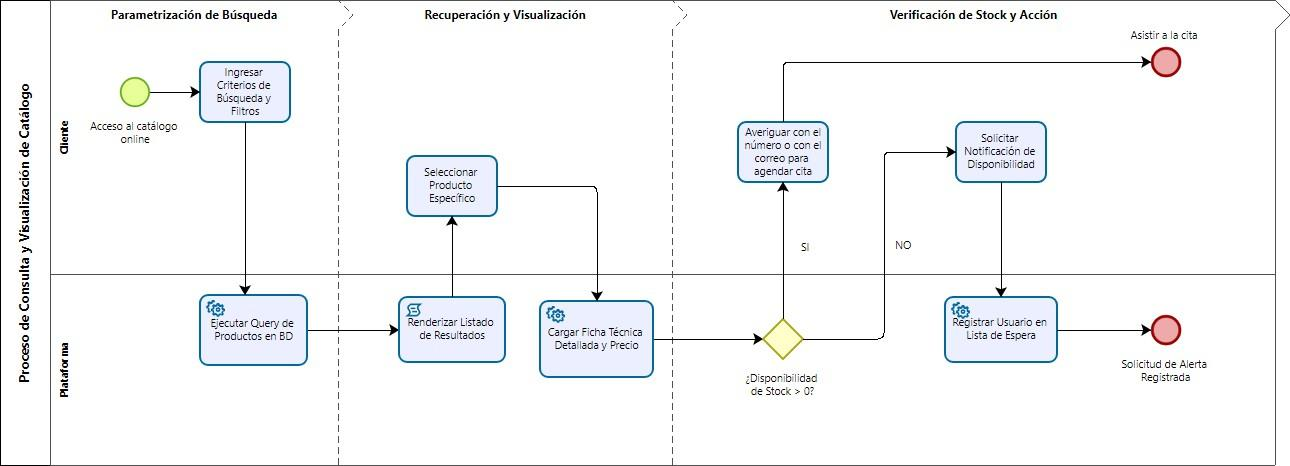 Proceso de Consulta y Visualización de Catálogo
Parametrización de Búsqueda
Recuperación y Visualización
Verificación de Stock y Acción
Cliente
Acceso al catálogo
online
Ingresar
Criterios de
Búsqueda y
Filtros
Seleccionar
Producto
Específico
Averiguar con el
número o con el
correo para
agendar cita
Asistir a la cita
Solicitar
Notificación de
Disponibilidad
SI
NO
Plataforma
Ejecutar Query de
Productos en BD
Renderizar Listado
de Resultados
Cargar Ficha Técnica
Detallada y Precio
¿Disponibilidad
de Stock > 0?
Registrar Usuario en
Lista de Espera
Solicitud de Alerta
Registrada